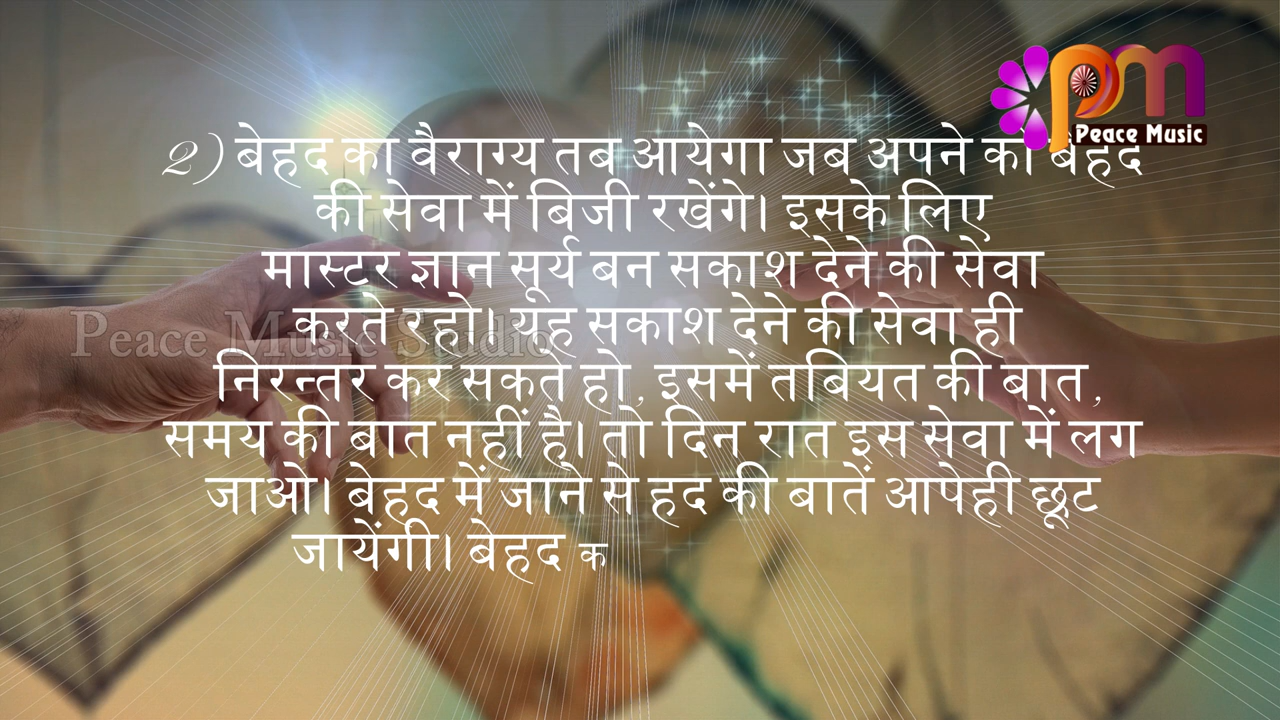 2) बेहद का वैराग्य तब आयेगा जब अपने को बेहद
की सेवा में बिजी रखेंगे। इसके लिए
मास्टर ज्ञान सूर्य बन सकाश देने की सेवा
करते रहो। यह सकाश देने की सेवा ही
निरन्तर कर सकते हो, इसमें तबियत की बात,
समय की बात नहीं है। तो दिन रात इस सेवा में लग
जाओ। बेहद में जाने से हद की बातें आपेही छूट
जायेंगी। बेहद क
pm
Peace Music
Peace Music Studio